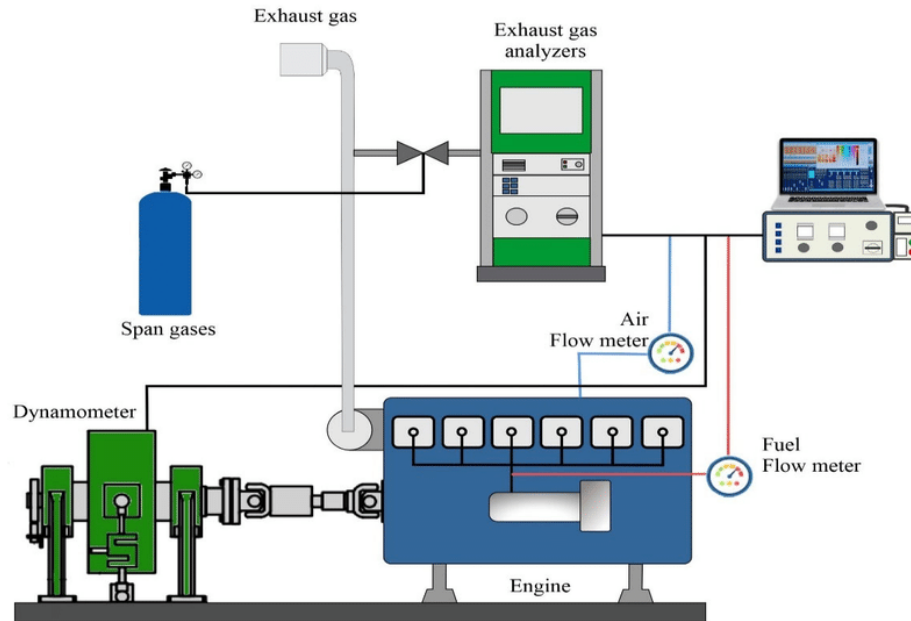 Exhaust gas
Exhaust gas
analyzers
Span gases
Air
Flow meter
Dynamometer
Fuel
Flow meter
Engine